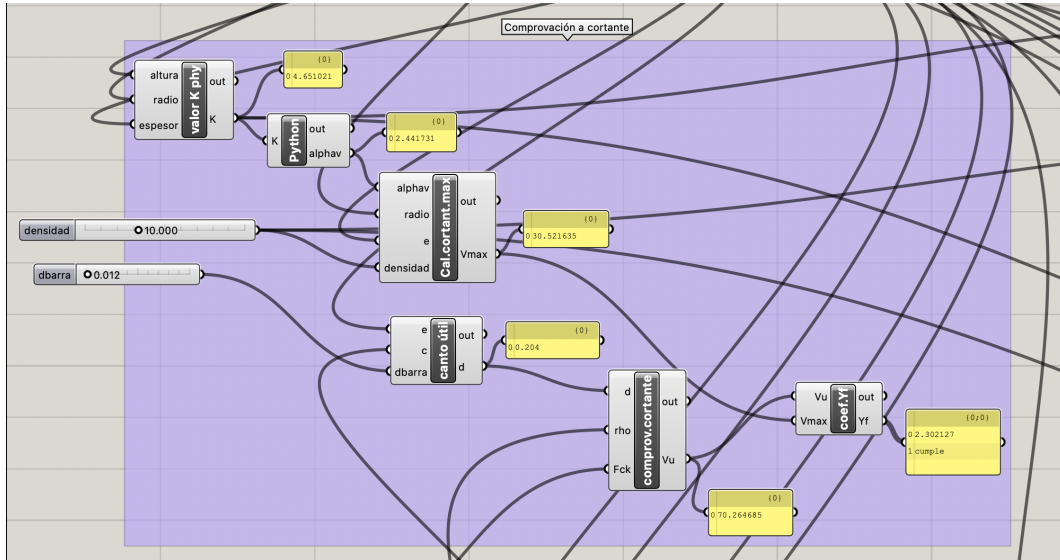 Comprovación a cortante
altura
radio
espesor
valor K phy
out
K
{0}
0 4.651021
K
Python
out
alphav
{0}
0 2.441731
alphav
radio
e
densidad
Cal.cortant.max
out
Vmax
{0}
0 30.521635
densidad
10.000
dbarra
0.012
e
c
dbarra
canto útil
out
d
{0}
0 0.204
d
rho
Fck
comprov.cortante
out
Vu
{0}
0 70.264685
Vu
Vmax
coef.Yf
out
Yf
{0;0}
0 2.302127
1 cumple